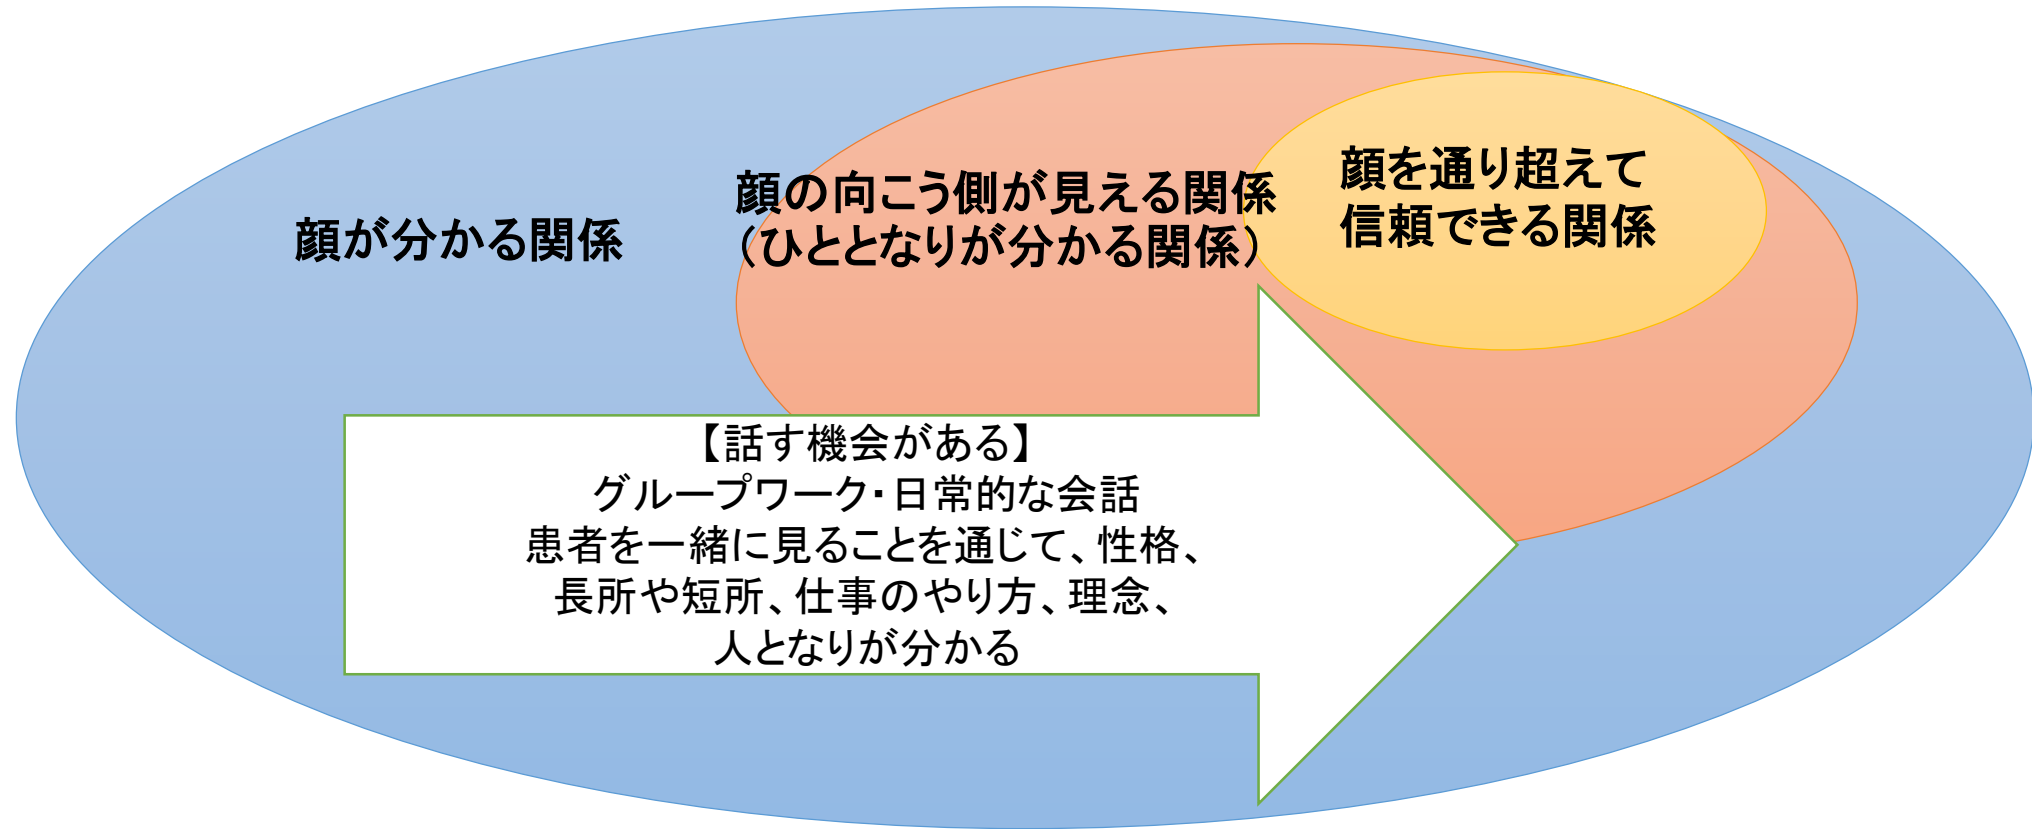 顔が分かる関係
顔の向こう側が見える関係
（ひととなりが分かる関係）
顔を通り超えて
信頼できる関係
【話す機会がある】
グループワーク・日常的な会話
患者を一緒に見ることを通じて、性格、
長所や短所、仕事のやり方、理念、
人となりが分かる